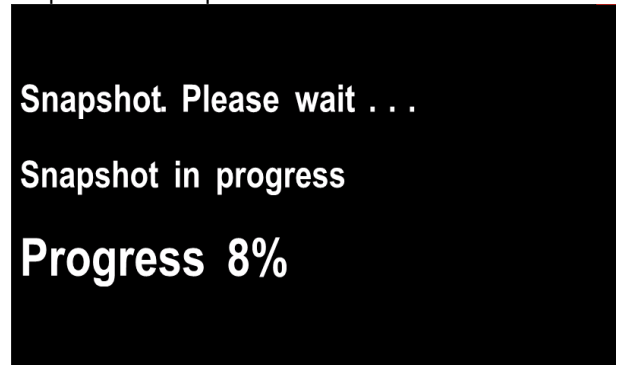 Snapshot. Please wait . . .
Snapshot in progress
Progress 8%